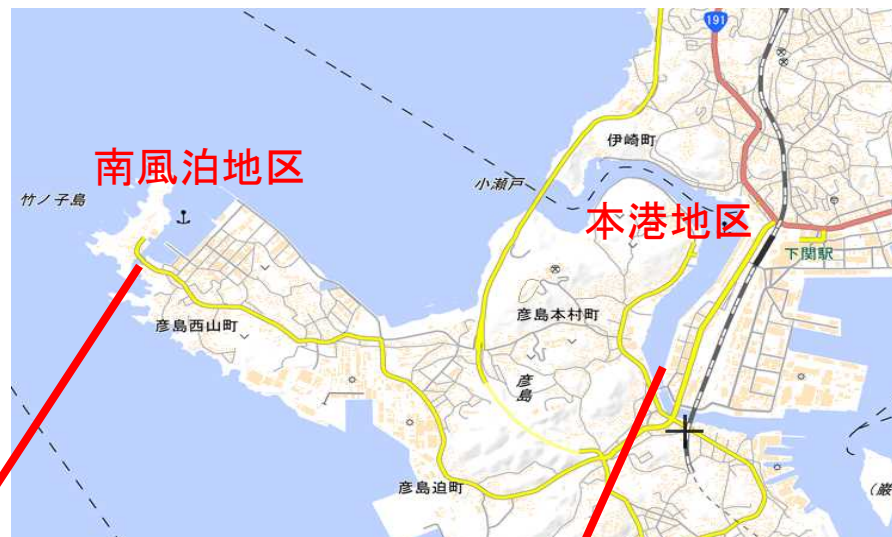 191
伊崎町
南風泊地区
小瀬戸
竹ノ子島
本港地区
下関駅
彦島本村町
彦島西山町
彦島
彦島迫町
(巌